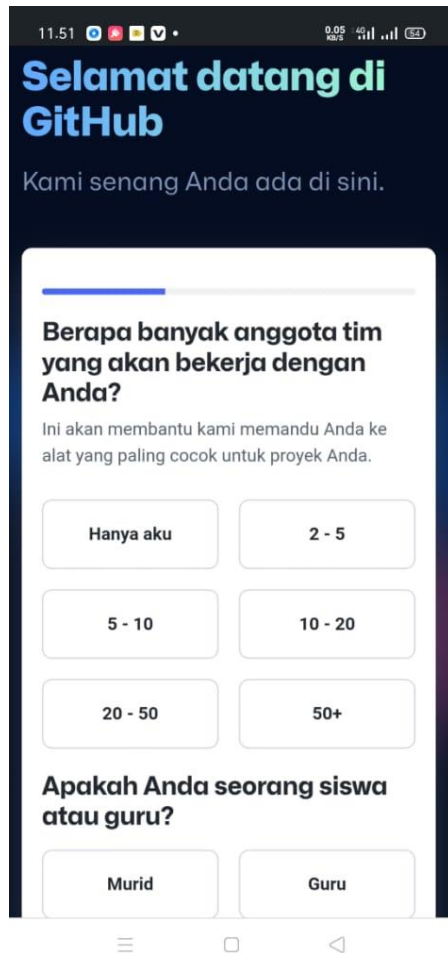 11.51
0.05 KB/S 4G 54
Selamat datang di
GitHub
Kami senang Anda ada di sini.
Berapa banyak anggota tim
yang akan bekerja dengan
Anda?
Ini akan membantu kami memandu Anda ke
alat yang paling cocok untuk proyek Anda.
Hanya aku
2 - 5
5 - 10
10 - 20
20 - 50
50+
Apakah Anda seorang siswa
atau guru?
Murid
Guru